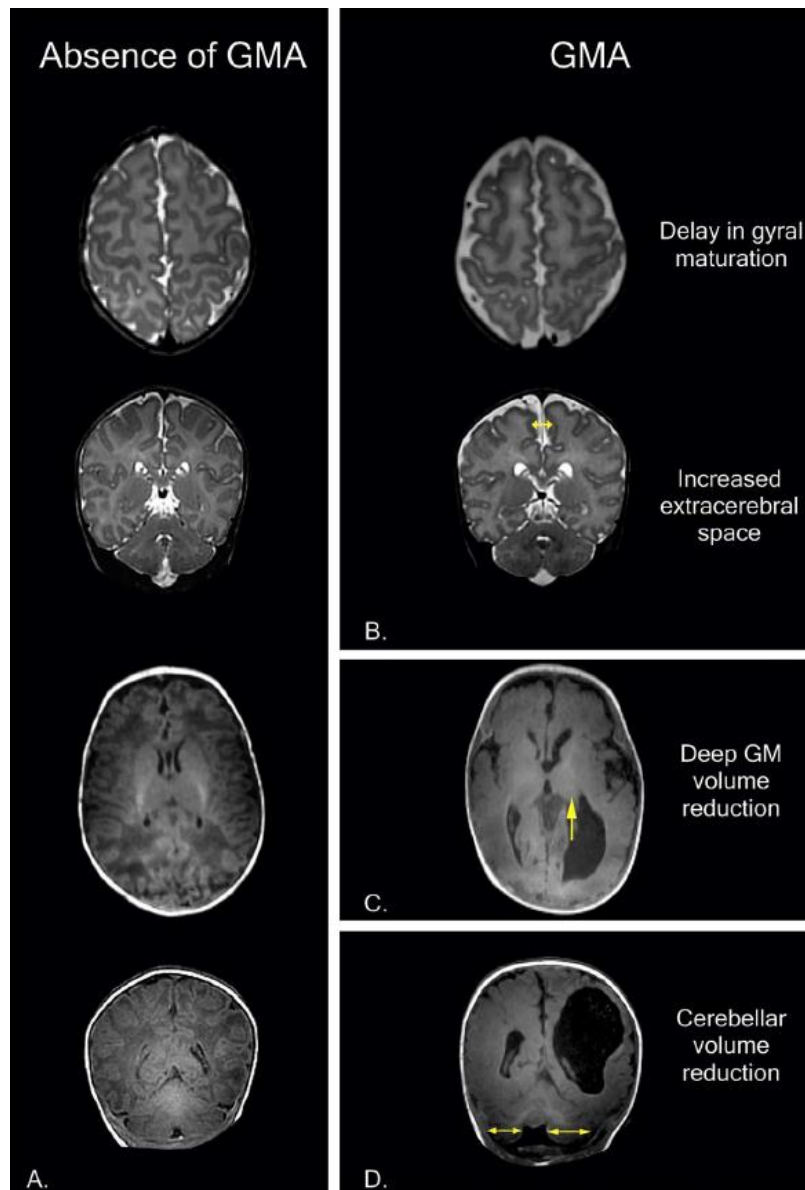 Absence of GMA
GMA
Delay in gyral
maturation
Increased
extracerebral
space
B.
Deep GM
volume
reduction
C.
Cerebellar
volume
reduction
A.
D.